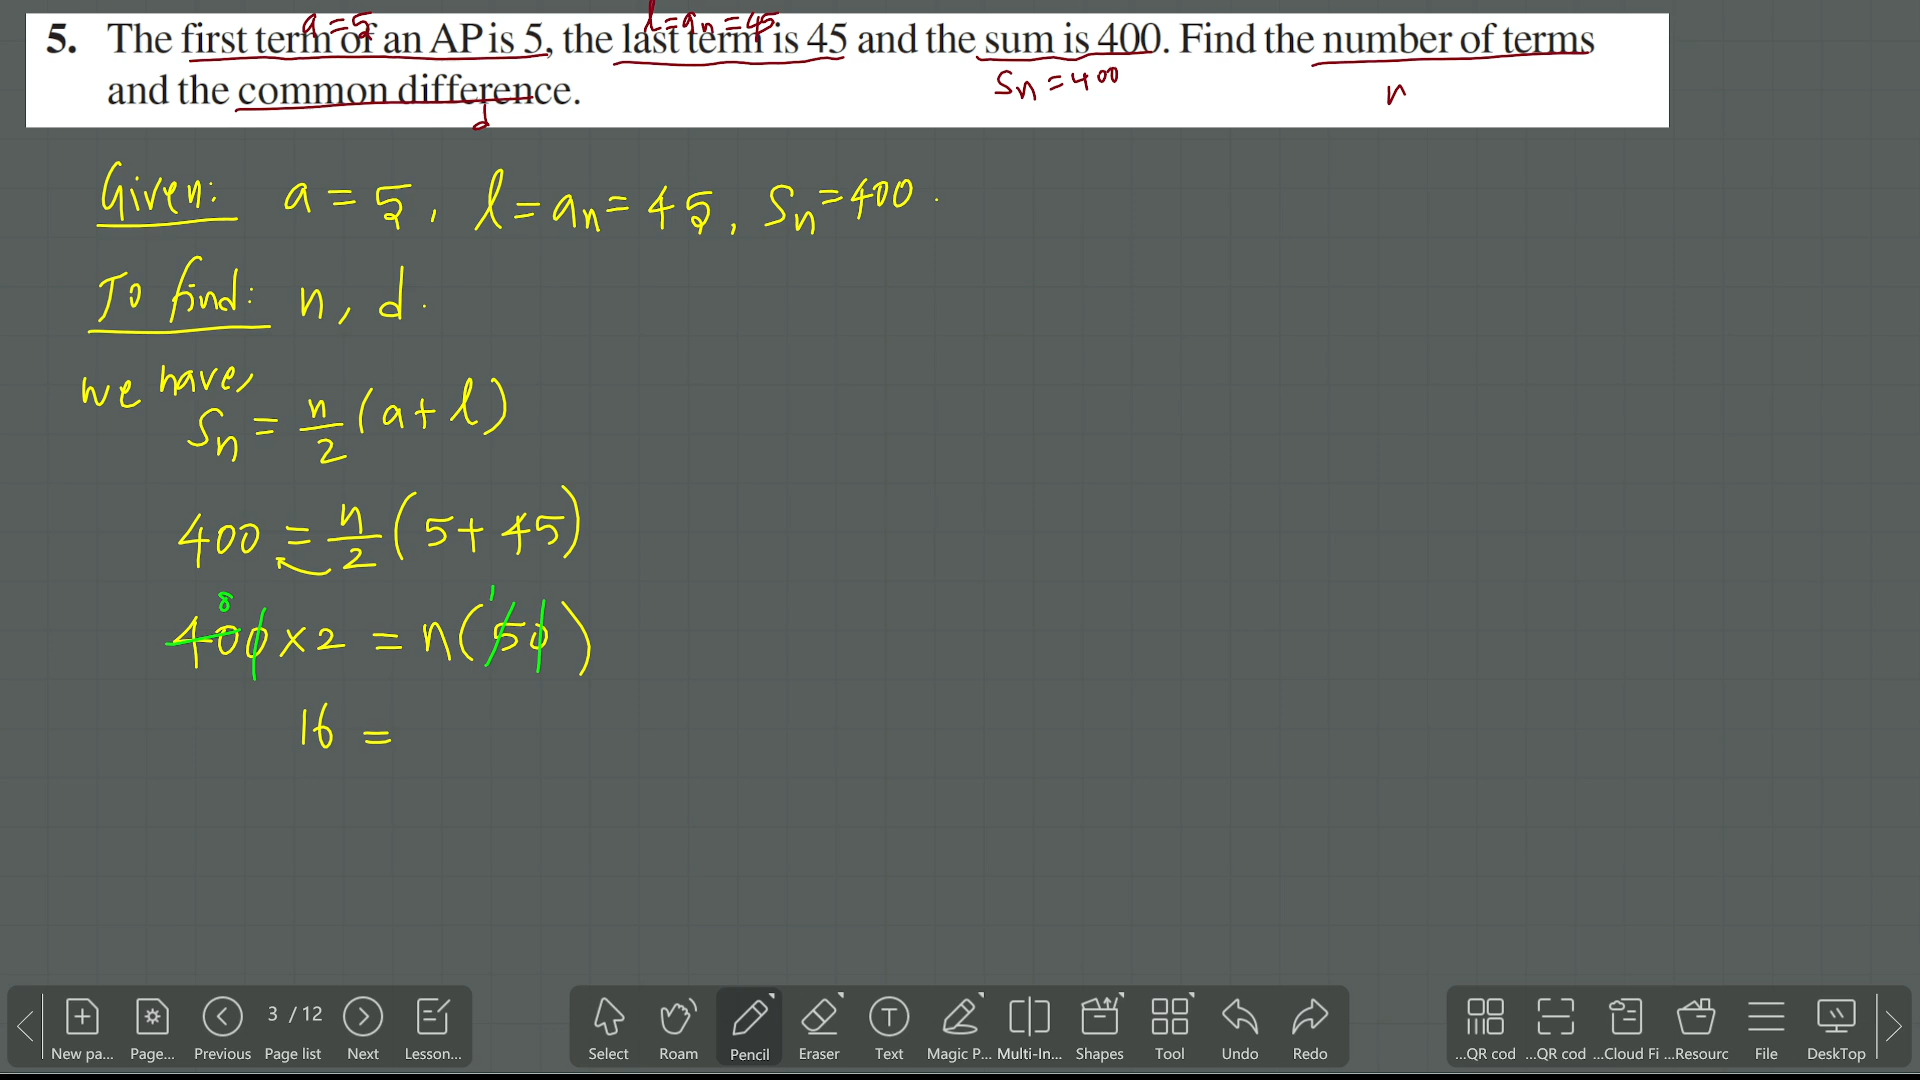 a = 5
l = an = 45
5. The first term of an AP is 5, the last term is 45 and the sum is 400. Find the number of terms
Sn = 400
n
and the common difference.
d
Given: a = 5, l = an = 45, Sn = 400.
To find: n, d.
we have,
Sn = n/2 (a + l)
400 = n/2 (5 + 45)
8 1
400 × 2 = n(50)
16 =
3 / 12
New pa... Page... Previous Page list Next Lesson... Select Roam Pencil Eraser Text Magic P... Multi-In... Shapes Tool Undo Redo ...QR cod ...QR cod ...Cloud Fi ...Resourc File DeskTop